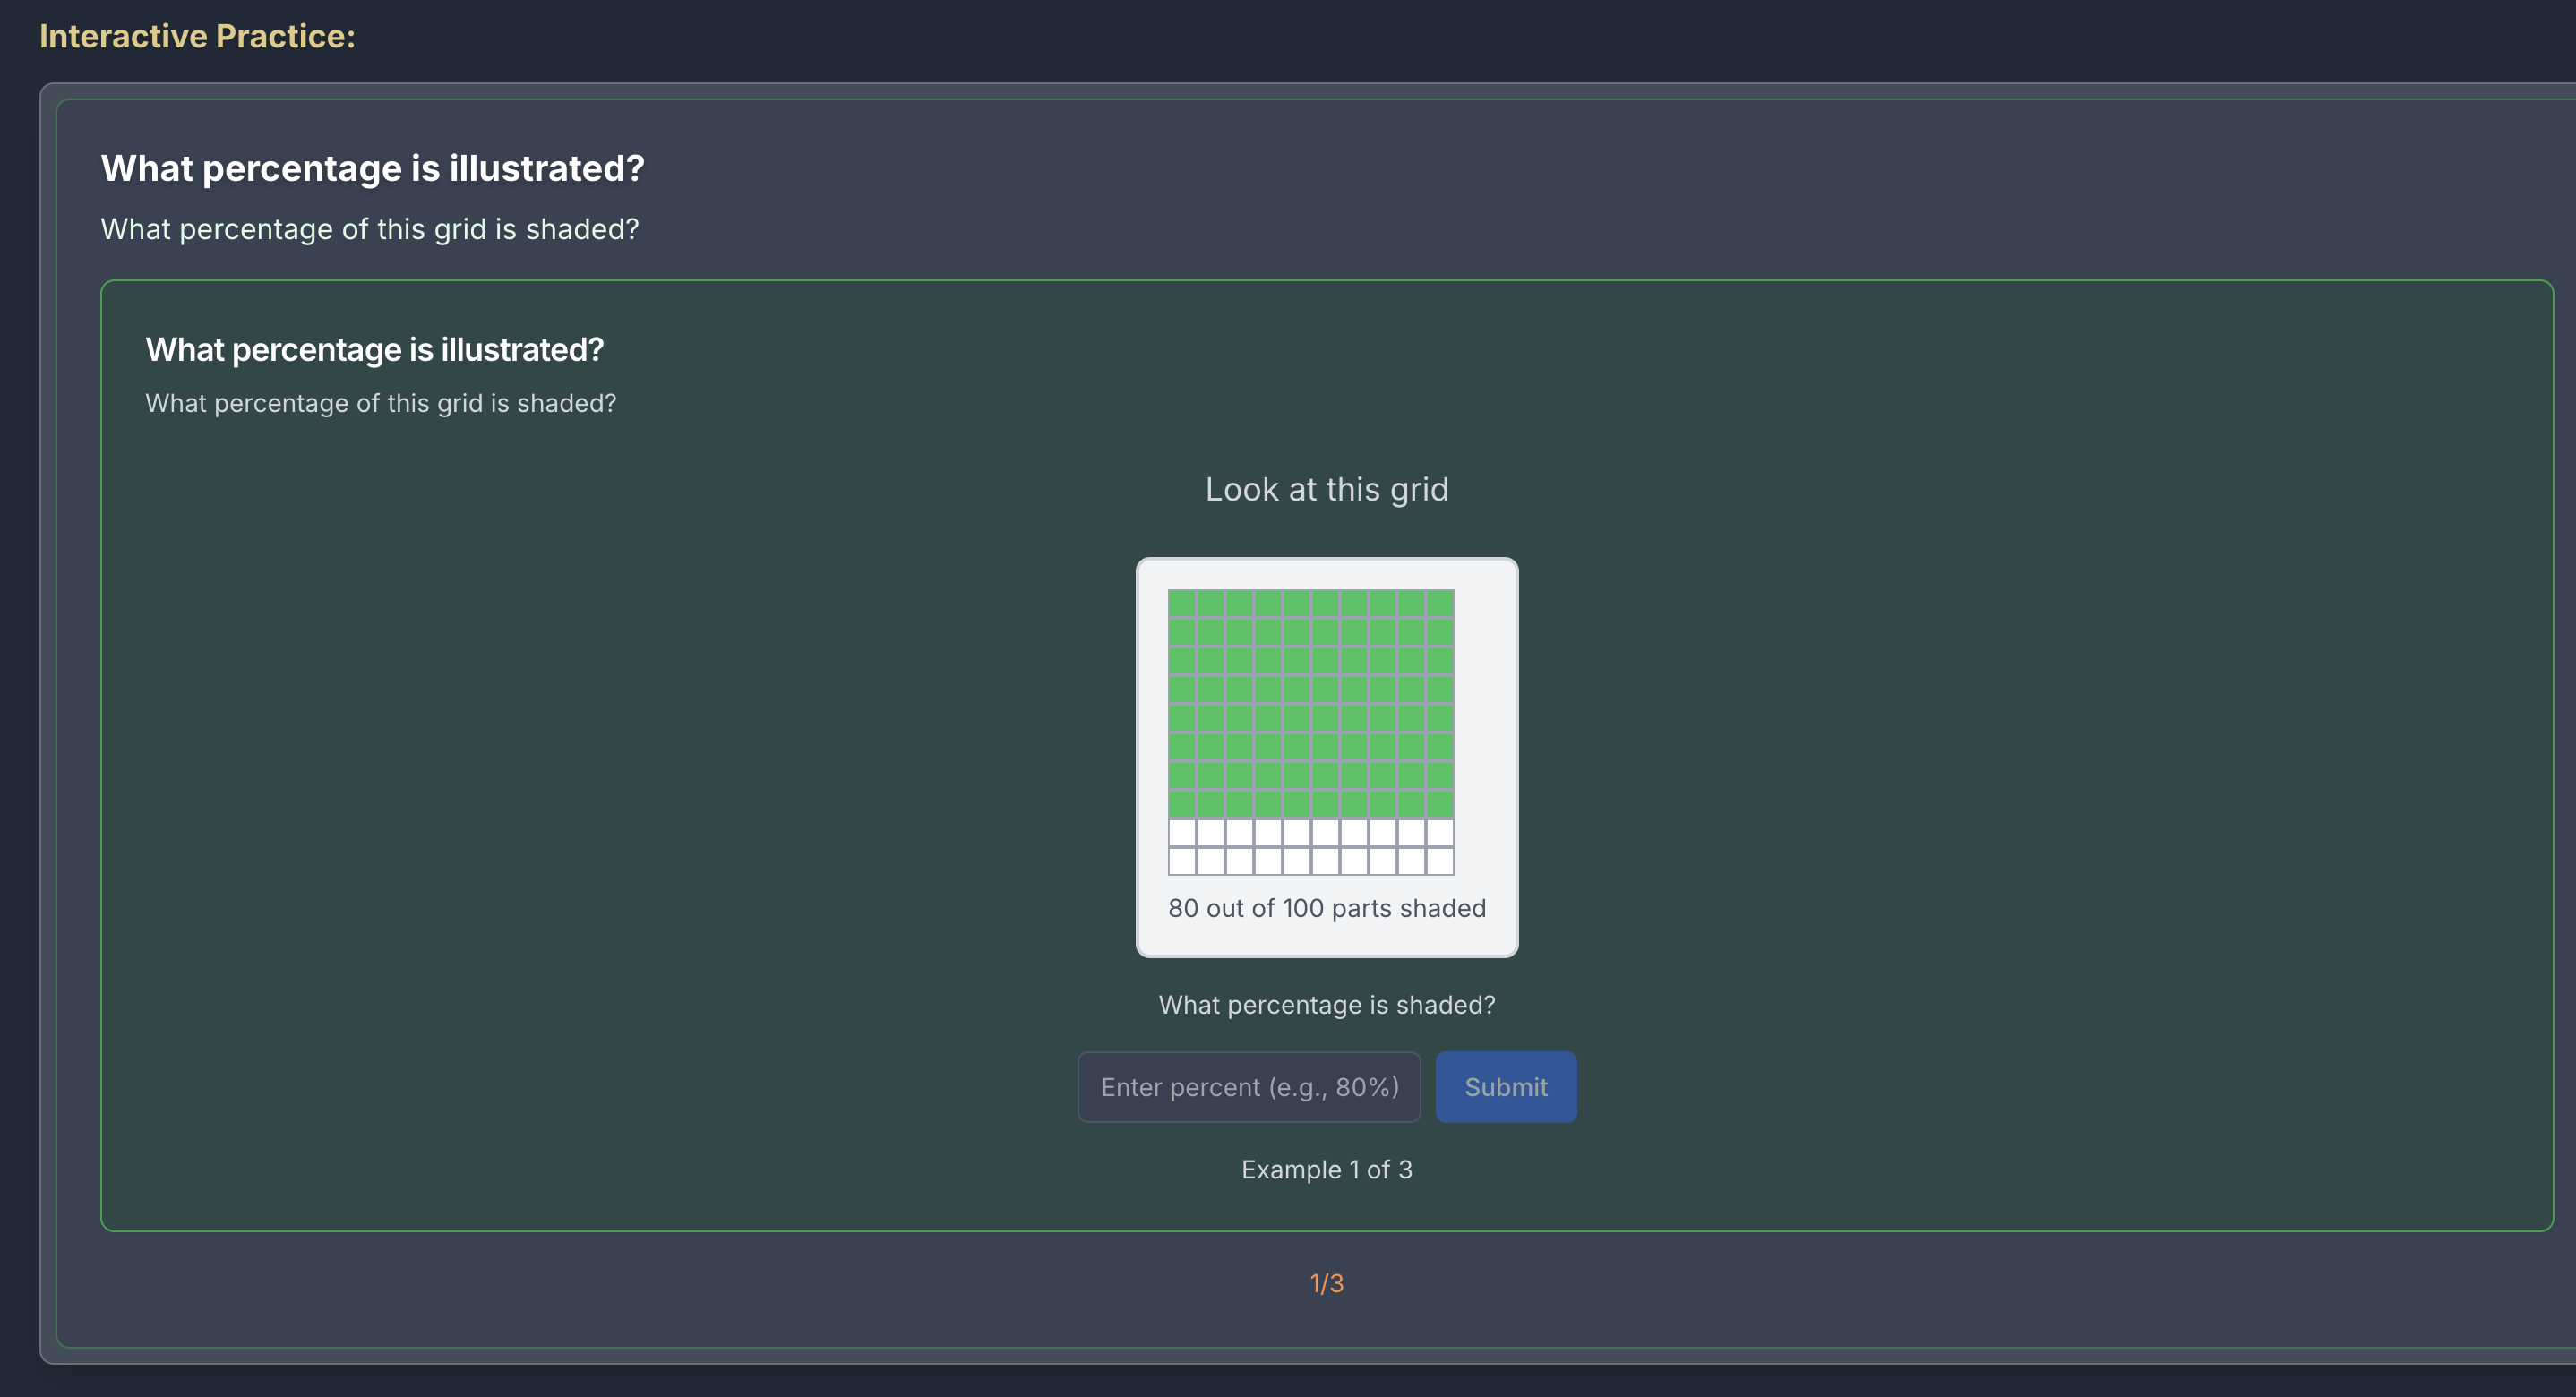 Interactive Practice:
What percentage is illustrated?
What percentage of this grid is shaded?
What percentage is illustrated?
What percentage of this grid is shaded?
Look at this grid
80 out of 100 parts shaded
What percentage is shaded?
Enter percent (e.g., 80%)
Submit
Example 1 of 3
1/3